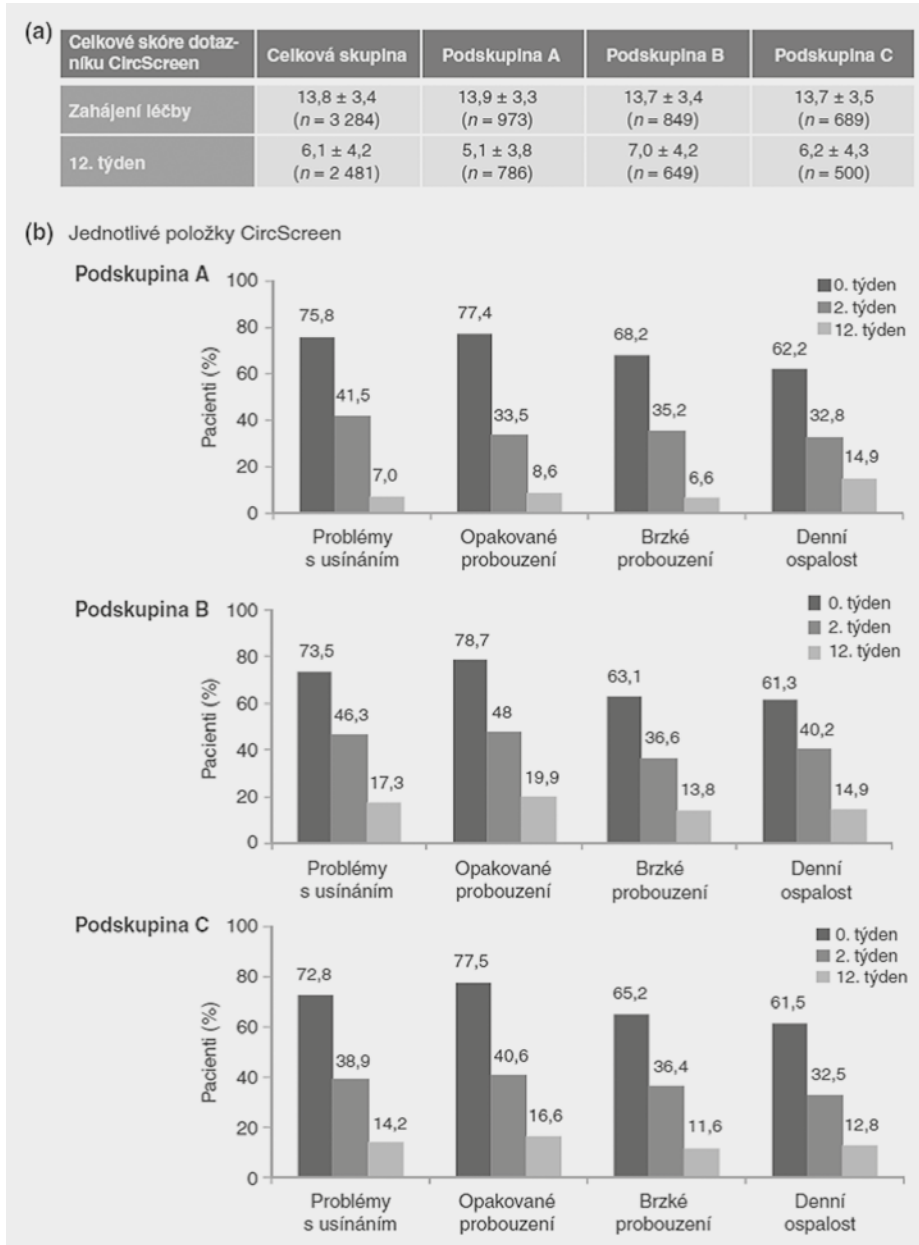 (a)
Celkové skóre dotaz-
níku CircScreen
Celková skupina
Podskupina A
Podskupina B
Podskupina C
Zahájení léčby
13,8 ± 3,4
(n = 3 284)
13,9 ± 3,3
(n = 973)
13,7 ± 3,4
(n = 849)
13,7 ± 3,5
(n = 689)
12. týden
6,1 ± 4,2
(n = 2 481)
5,1 ± 3,8
(n = 786)
7,0 ± 4,2
(n = 649)
6,2 ± 4,3
(n = 500)
(b) Jednotlivé položky CircScreen
Podskupina A
Pacienti (%)
100
80
60
40
20
0
0. týden
2. týden
12. týden
75,8
41,5
7,0
77,4
33,5
8,6
68,2
35,2
6,6
62,2
32,8
14,9
Problémy
s usínáním
Opakované
probouzení
Brzké
probouzení
Denní
ospalost
Podskupina B
Pacienti (%)
100
80
60
40
20
0
0. týden
2. týden
12. týden
73,5
46,3
17,3
78,7
48
19,9
63,1
36,6
13,8
61,3
40,2
14,9
Problémy
s usínáním
Opakované
probouzení
Brzké
probouzení
Denní
ospalost
Podskupina C
Pacienti (%)
100
80
60
40
20
0
0. týden
2. týden
12. týden
72,8
38,9
14,2
77,5
40,6
16,6
65,2
36,4
11,6
61,5
32,5
12,8
Problémy
s usínáním
Opakované
probouzení
Brzké
probouzení
Denní
ospalost